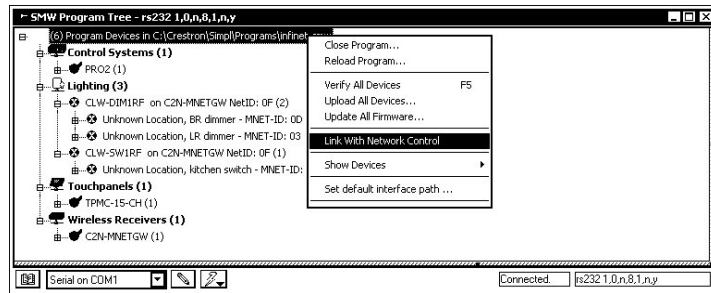 SMW Program Tree - rs232 1,0,n,8,1,n,y
(6) Program Devices in C:\Crestron\Simpl\Programs\infinet
Control Systems (1)
PRO2 (1)
Lighting (3)
CLW-DIM1RF on C2N-MNETGW NetID: 0F (2)
Unknown Location, BR dimmer - MNET-ID: 0D
Unknown Location, LR dimmer - MNET-ID: 03
CLW-SW1RF on C2N-MNETGW NetID: 0F (1)
Unknown Location, kitchen switch - MNET-ID:
Touchpanels (1)
TPMC-15-CH (1)
Wireless Receivers (1)
C2N-MNETGW (1)
Close Program...
Reload Program...
Verify All Devices F5
Upload All Devices...
Update All Firmware...
Link With Network Control
Show Devices
Set default interface path ...
Serial on COM1
Connected.
rs232 1,0,n,8,1,n,y